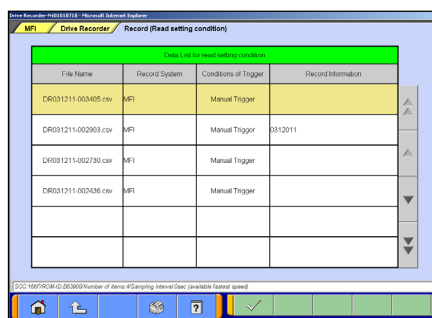 Drive Recorder-N401010718 - Microsoft Internet Explorer
MFI Drive Recorder Record (Read setting condition)
Data List for read setting condition
File Name Record System Conditions of Trigger Record Information
DR031211-003405.csv MFI Manual Trigger
DR031211-002903.csv MFI Manual Trigger 0312011
DR031211-002730.csv MFI Manual Trigger
DR031211-002436.csv MFI Manual Trigger
SCC:166F/ROM-ID:D60900/Number of items:4/Sampling interval:0sec (available fastest speed)
?